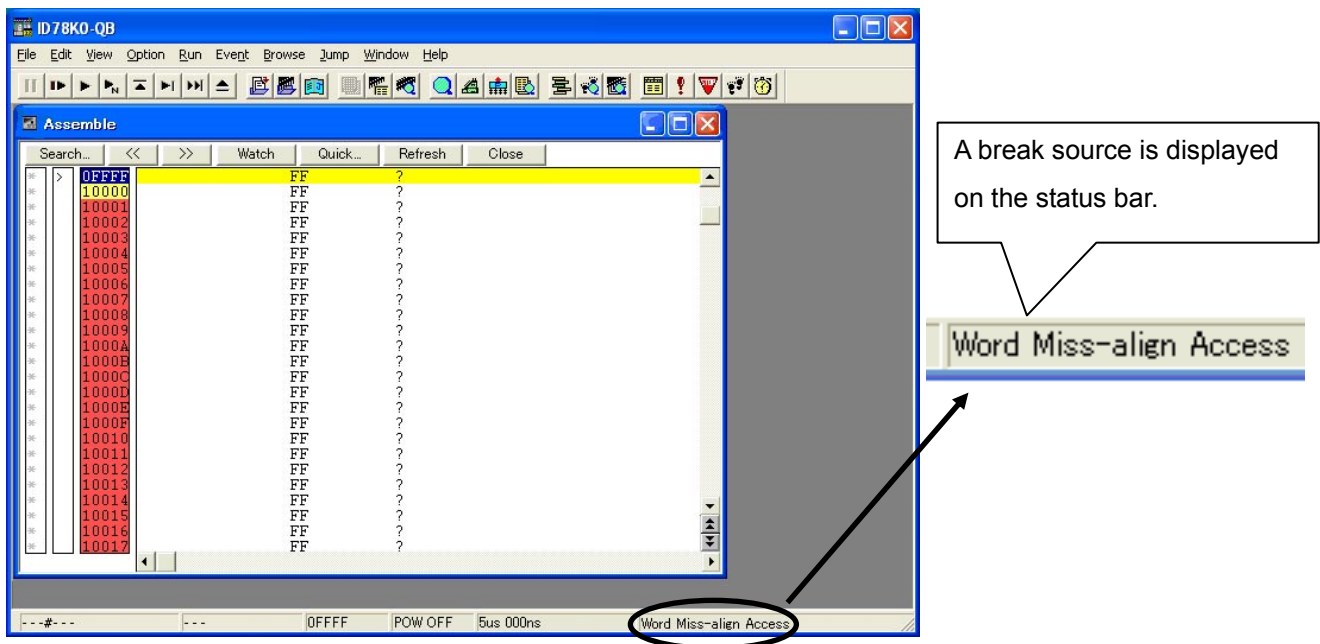 ID78K0-QB
File Edit View Option Run Event Browse Jump Window Help
Assemble
Search... << >> Watch Quick... Refresh Close
* > 0FFFF FF ?
* 10000 FF ?
* 10001 FF ?
* 10002 FF ?
* 10003 FF ?
* 10004 FF ?
* 10005 FF ?
* 10006 FF ?
* 10007 FF ?
* 10008 FF ?
* 10009 FF ?
* 1000A FF ?
* 1000B FF ?
* 1000C FF ?
* 1000D FF ?
* 1000E FF ?
* 1000F FF ?
* 10010 FF ?
* 10011 FF ?
* 10012 FF ?
* 10013 FF ?
* 10014 FF ?
* 10015 FF ?
* 10016 FF ?
* 10017 FF ?
---#--- --- 0FFFF POW OFF 5us 000ns Word Miss-align Access
A break source is displayed
on the status bar.
Word Miss-align Access